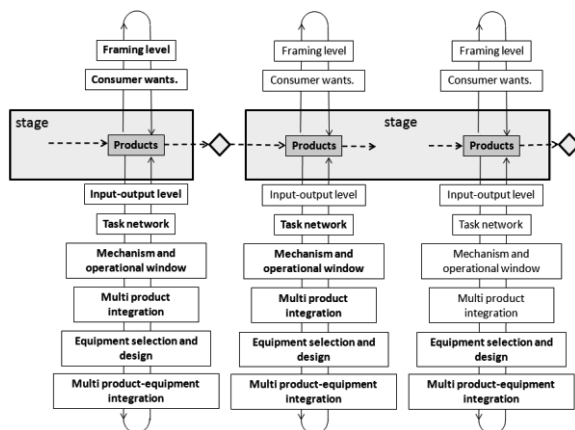 Framing level
Consumer wants.
stage
Products
Input-output level
Task network
Mechanism and
operational window
Multi product
integration
Equipment selection and
design
Multi product-equipment
integration
Framing level
Consumer wants.
stage
Products
Input-output level
Task network
Mechanism and
operational window
Multi product
integration
Equipment selection and
design
Multi product-equipment
integration
Framing level
Consumer wants.
Products
Input-output level
Task network
Mechanism and
operational window
Multi product
integration
Equipment selection and
design
Multi product-equipment
integration